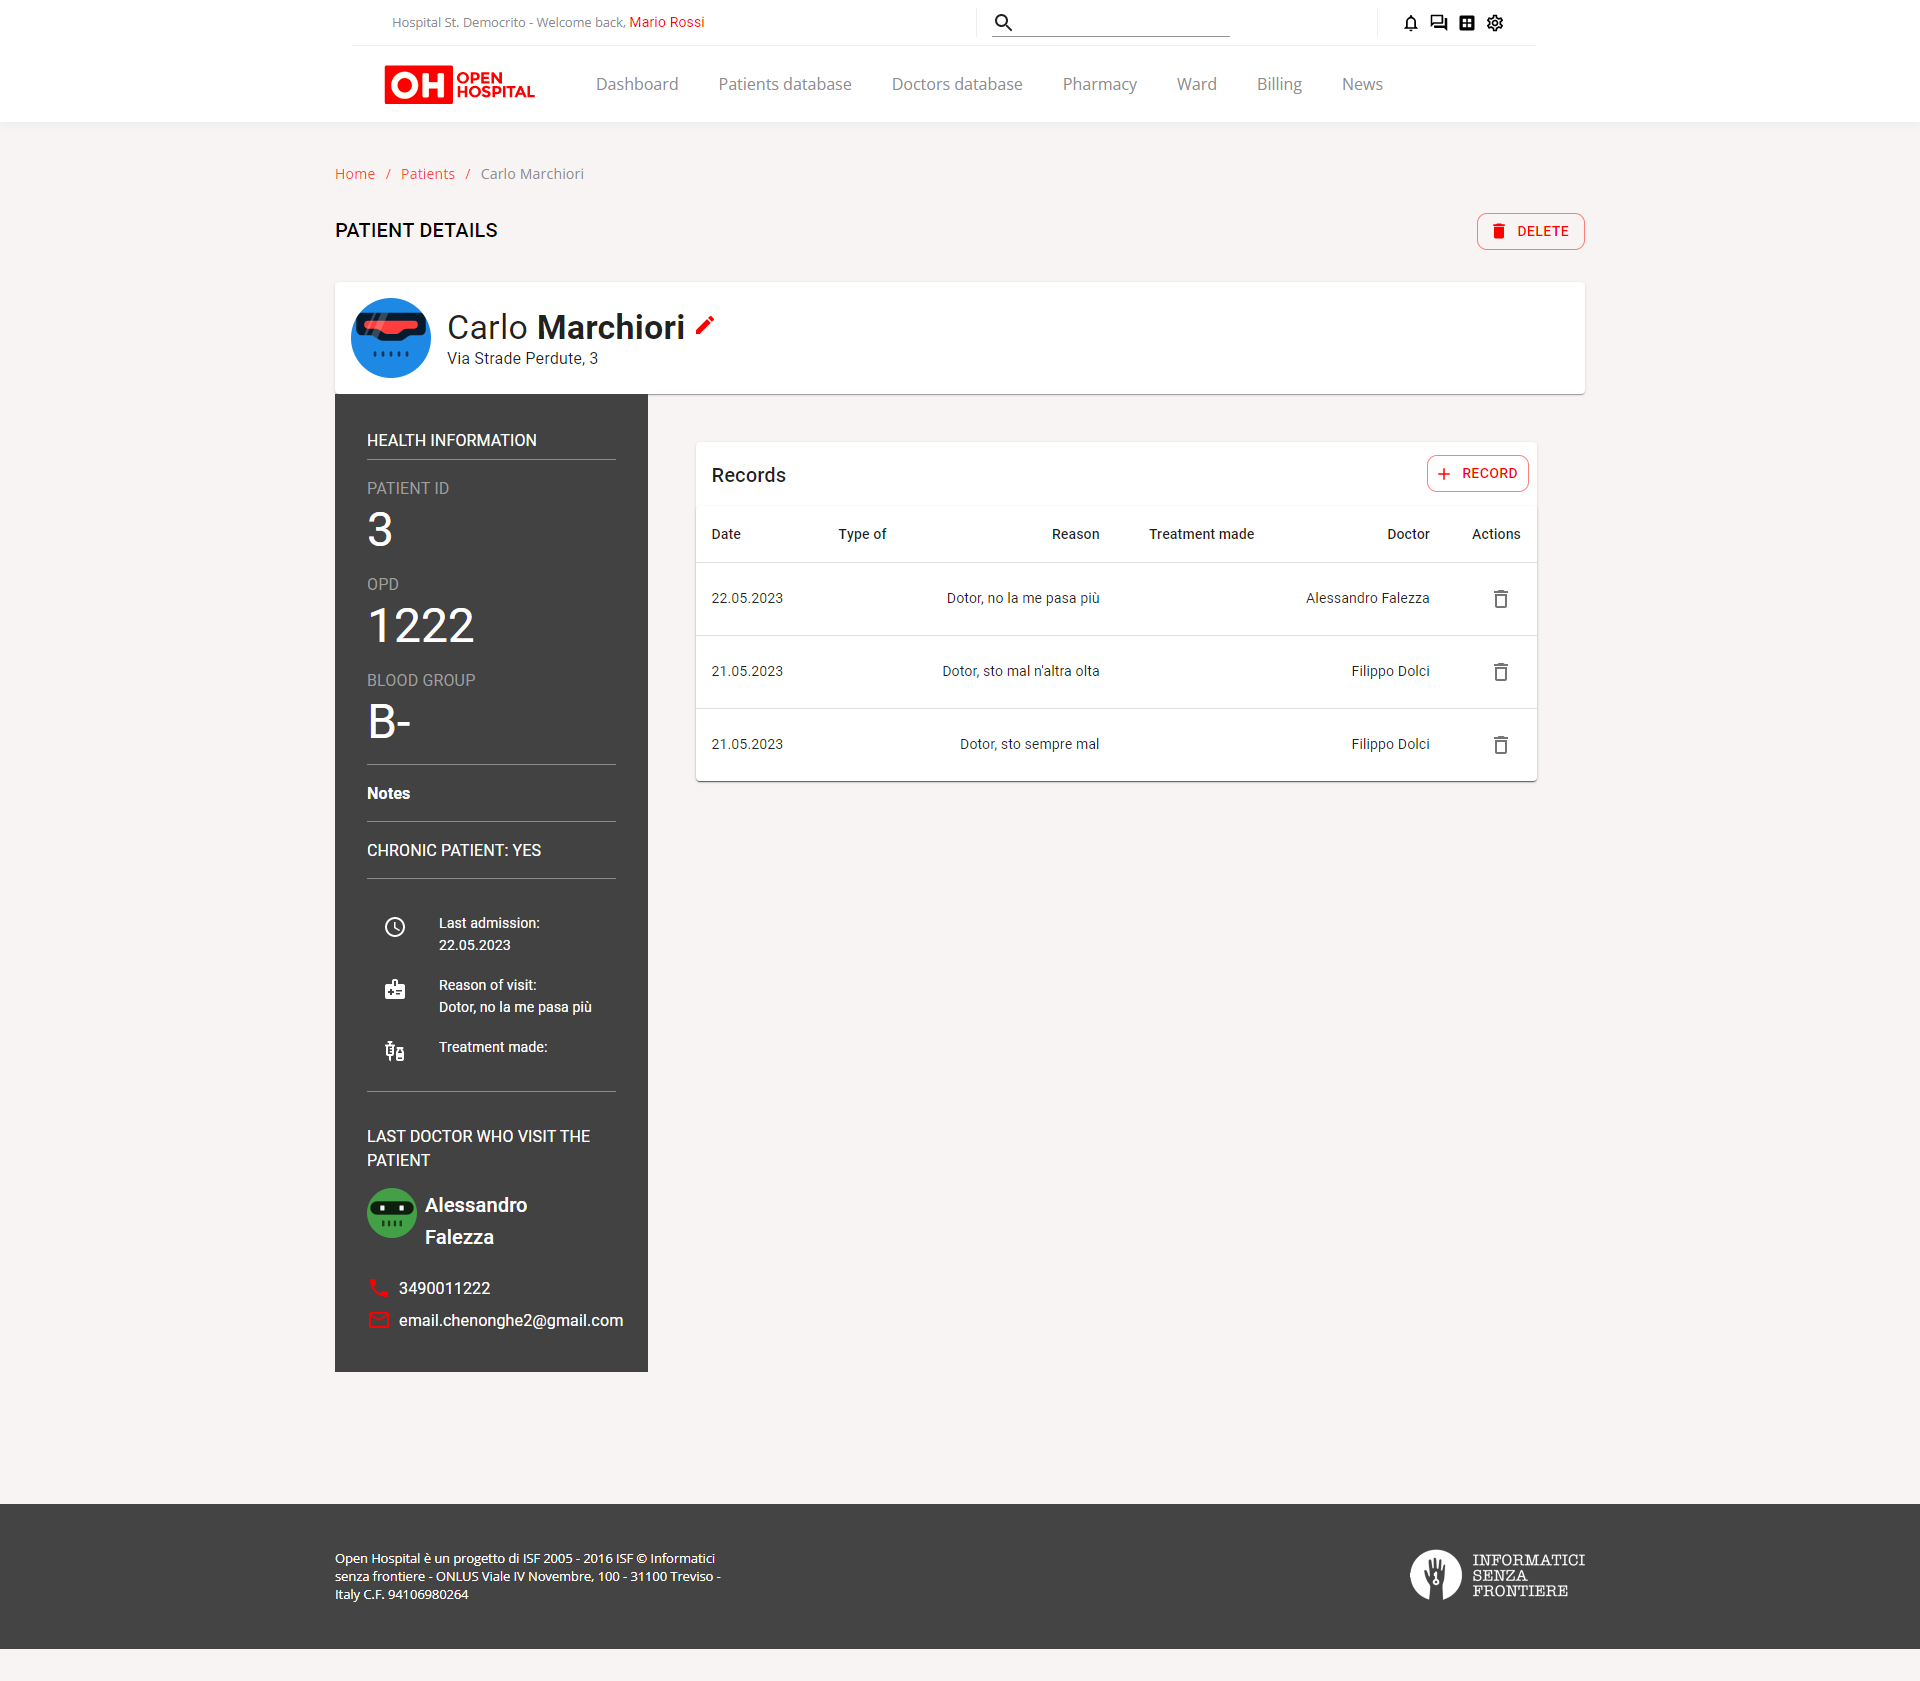 Hospital St. Democrito - Welcome back, Mario Rossi
OH OPEN HOSPITAL
Dashboard Patients database Doctors database Pharmacy Ward Billing News
Home / Patients / Carlo Marchiori
PATIENT DETAILS
DELETE
Carlo Marchiori
Via Strade Perdute, 3
HEALTH INFORMATION
PATIENT ID
3
OPD
1222
BLOOD GROUP
B-
Notes
CHRONIC PATIENT: YES
Last admission:
22.05.2023
Reason of visit:
Dotor, no la me pasa più
Treatment made:
LAST DOCTOR WHO VISIT THE
PATIENT
Alessandro
Falezza
3490011222
email.chenonghe2@gmail.com
Records
RECORD
Date Type of Reason Treatment made Doctor Actions
22.05.2023 Dotor, no la me pasa più Alessandro Falezza
21.05.2023 Dotor, sto mal n'altra olta Filippo Dolci
21.05.2023 Dotor, sto sempre mal Filippo Dolci
Open Hospital è un progetto di ISF 2005 - 2016 ISF © Informatici
senza frontiere - ONLUS Viale IV Novembre, 100 - 31100 Treviso -
Italy C.F. 94106980264
INFORMATICI
SENZA
FRONTIERE